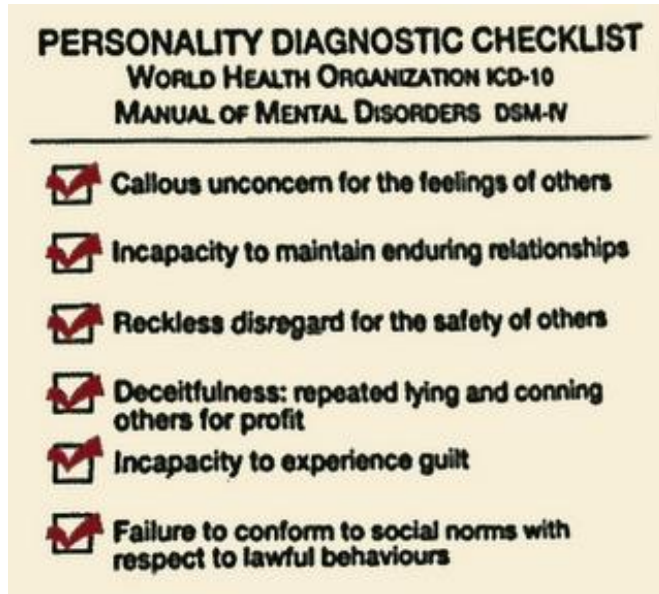 PERSONALITY DIAGNOSTIC CHECKLIST
WORLD HEALTH ORGANIZATION ICD-10
MANUAL OF MENTAL DISORDERS DSM-IV
Callous unconcern for the feelings of others
Incapacity to maintain enduring relationships
Reckless disregard for the safety of others
Deceitfulness: repeated lying and conning
others for profit
Incapacity to experience guilt
Failure to conform to social norms with
respect to lawful behaviours